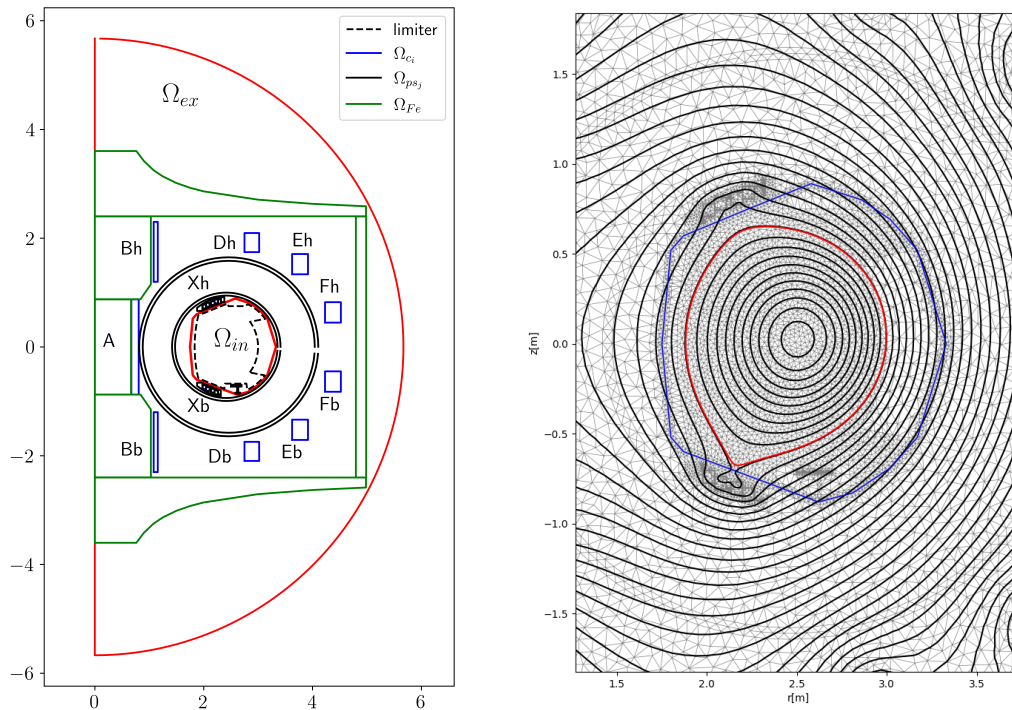 6
4
2
0
−2
−4
−6
0
2
4
6
limiter
Ω_{c_i}
Ω_{ps_j}
Ω_{Fe}
Ω_{ex}
Bh
Dh
Eh
Xh
Fh
A
Ω_{in}
Xb
Fb
Bb
Db
Eb
1.5
1.0
0.5
0.0
−0.5
−1.0
−1.5
z[m]
1.5
2.0
2.5
3.0
3.5
r[m]